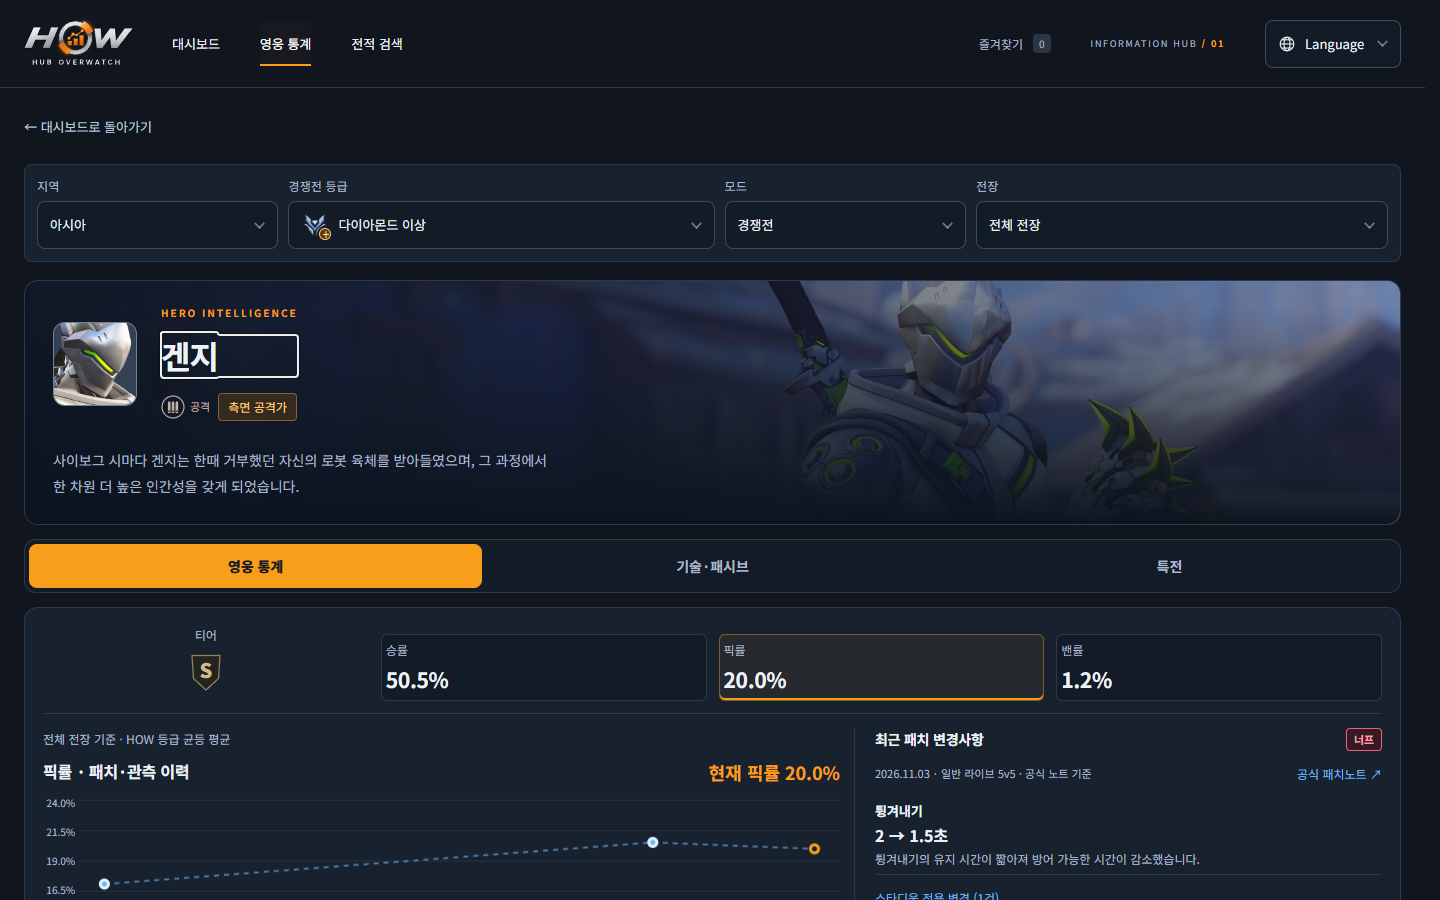 HOW
HUB OVERWATCH
대시보드
영웅 통계
전적 검색
즐겨찾기 0
INFORMATION HUB / 01
Language
← 대시보드로 돌아가기
지역
아시아
경쟁전 등급
다이아몬드 이상
모드
경쟁전
전장
전체 전장
HERO INTELLIGENCE
겐지
공격
측면 공격가
사이보그 시마다 겐지는 한때 거부했던 자신의 로봇 육체를 받아들였으며, 그 과정에서
한 차원 더 높은 인간성을 갖게 되었습니다.
영웅 통계
기술·패시브
특전
티어
S
승률
50.5%
픽률
20.0%
밴률
1.2%
전체 전장 기준 · HOW 등급 균등 평균
픽률 · 패치·관측 이력
현재 픽률 20.0%
24.0%
21.5%
19.0%
16.5%
최근 패치 변경사항
너프
2026.11.03 · 일반 라이브 5v5 · 공식 노트 기준
공식 패치노트 ↗
튕겨내기
2 → 1.5초
튕겨내기의 유지 시간이 짧아져 방어 가능한 시간이 감소했습니다.
스타디움 전용 변경 (1건)